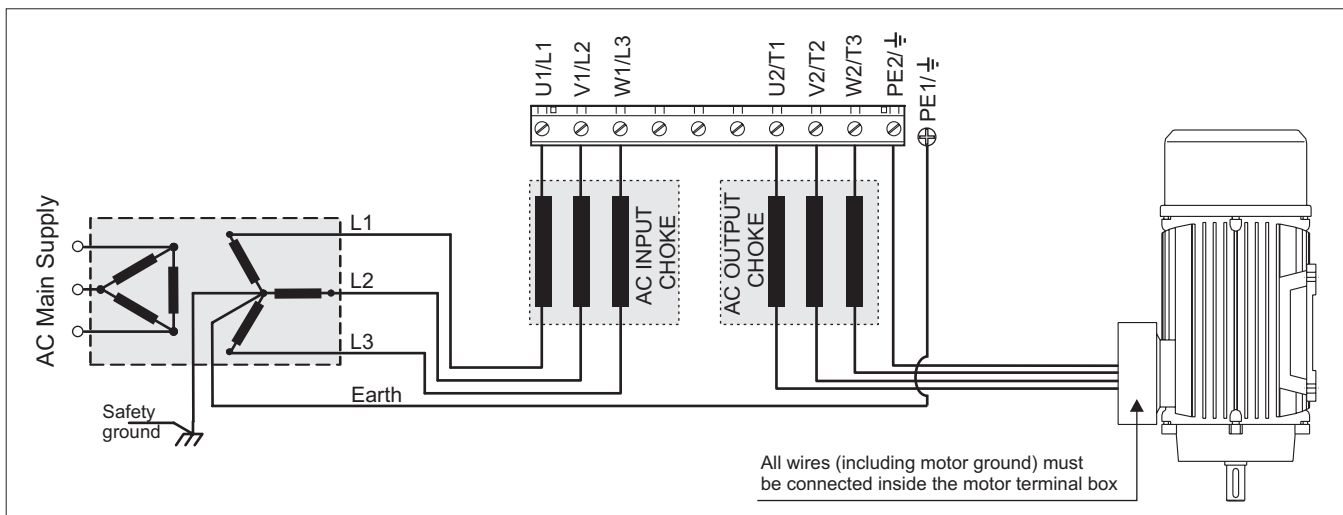 U1/L1
V1/L2
W1/L3
U2/T1
V2/T2
W2/T3
PE2/⏚
PE1/⏚
AC Main Supply
L1
L2
L3
Earth
Safety
ground
AC INPUT
CHOKE
AC OUTPUT
CHOKE
All wires (including motor ground) must
be connected inside the motor terminal box